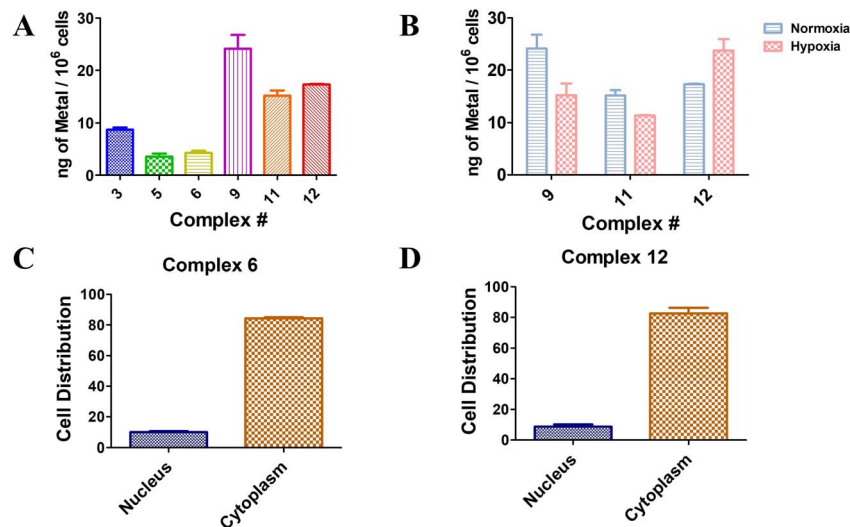 A
30
20
10
0
ng of Metal / 10⁶ cells
3
5
6
9
11
12
Complex #
B
30
20
10
0
ng of Metal / 10⁶ cells
9
11
12
Complex #
Normoxia
Hypoxia
C
Complex 6
100
80
60
40
20
0
Cell Distribution
Nucleus
Cytoplasm
D
Complex 12
100
80
60
40
20
0
Cell Distribution
Nucleus
Cytoplasm